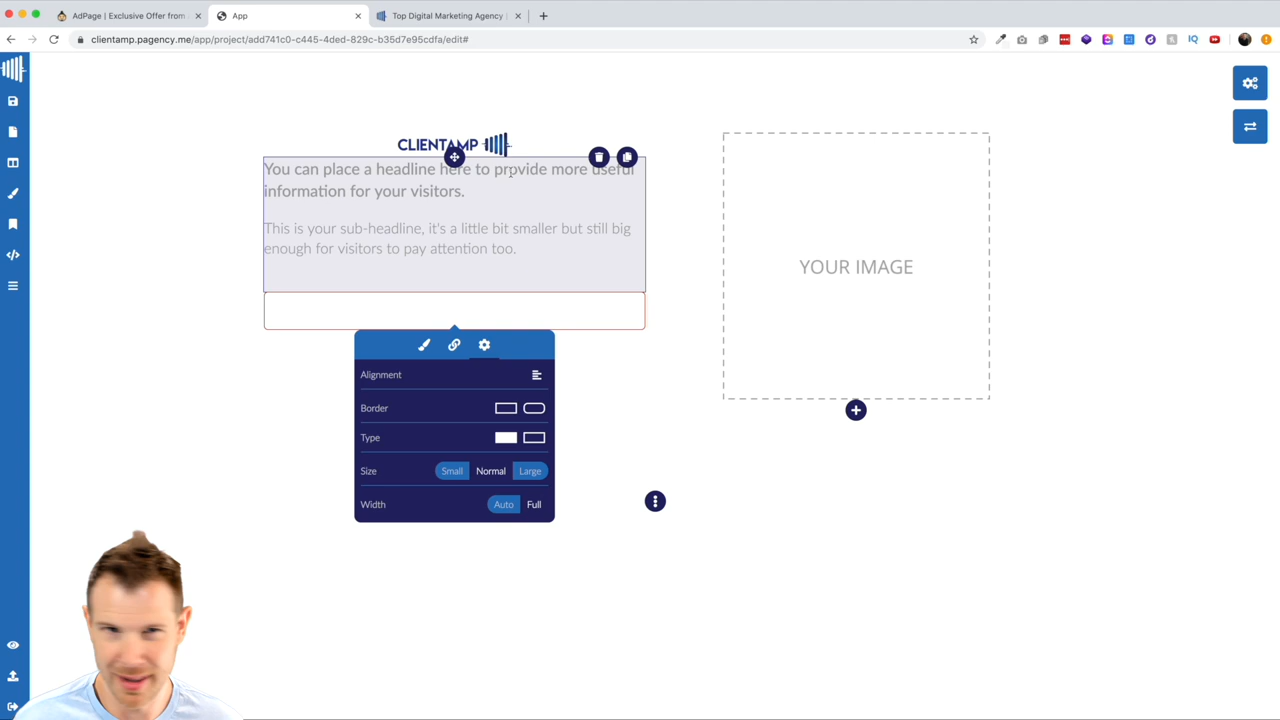 AdPage | Exclusive Offer from
App
Top Digital Marketing Agency
clientamp.pagency.me/app/project/add741c0-c445-4ded-829c-b35d7e95cdfa/edit#
IQ
CLIENTAMP
You can place a headline here to provide more useful
information for your visitors.
This is your sub-headline, it's a little bit smaller but still big
enough for visitors to pay attention too.
YOUR IMAGE
Alignment
Border
Type
Size Small Normal Large
Width Auto Full